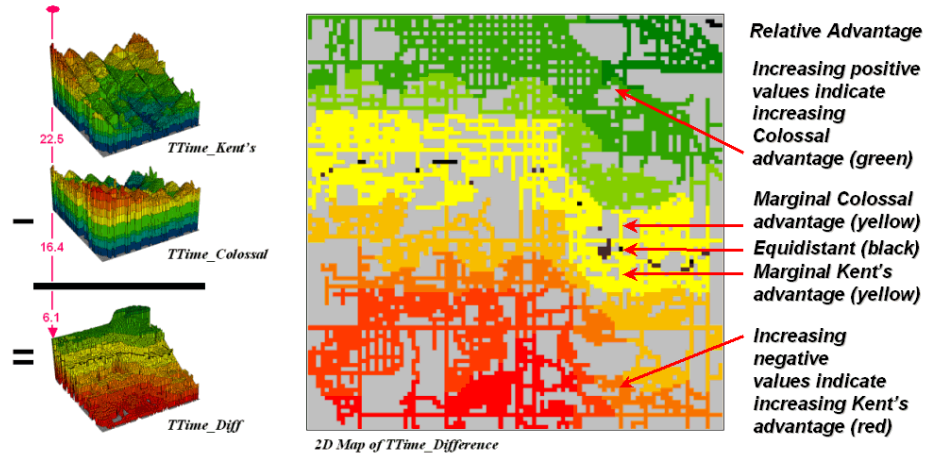 22.5
TTime_Kent's
−
16.4
TTime_Colossal
6.1
=
TTime_Diff
2D Map of TTime_Difference
Relative Advantage
Increasing positive
values indicate
increasing
Colossal
advantage (green)
Marginal Colossal
advantage (yellow)
Equidistant (black)
Marginal Kent's
advantage (yellow)
Increasing
negative
values indicate
increasing Kent's
advantage (red)